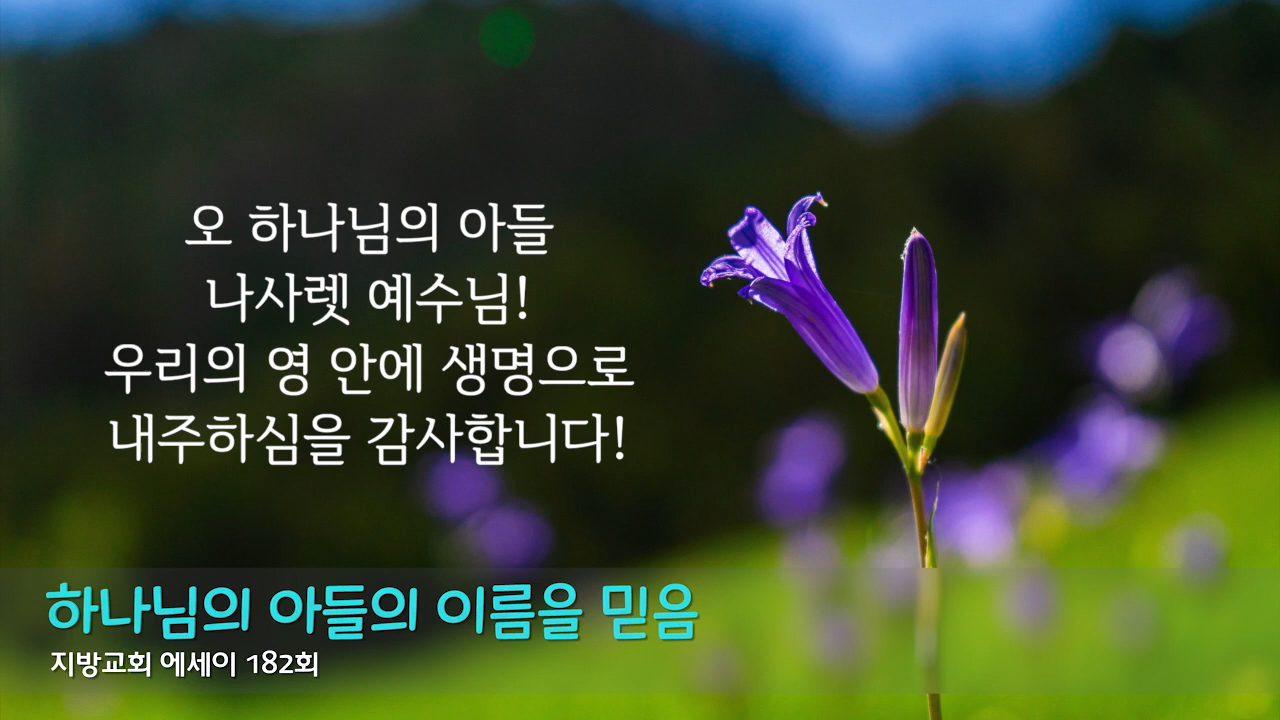 오 하나님의 아들
나사렛 예수님!
우리의 영 안에 생명으로
내주하심을 감사합니다!
하나님의 아들의 이름을 믿음
지방교회 에세이 182회